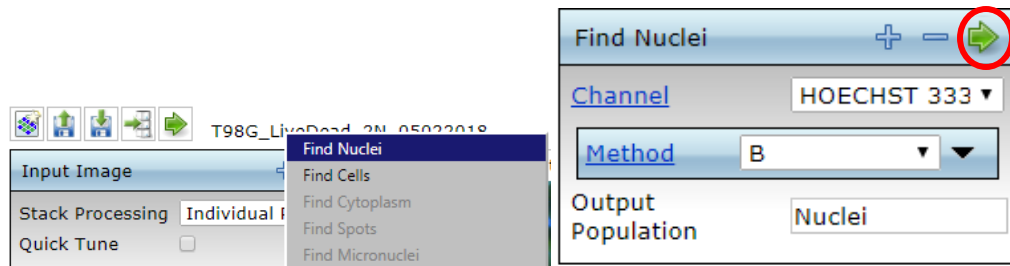 T98G_LiveDead_2N_05022018
Input Image
Stack Processing Individual
Quick Tune
Find Nuclei
Find Cells
Find Cytoplasm
Find Spots
Find Micronuclei
Find Nuclei
Channel HOECHST 333
Method B
Output
Population Nuclei